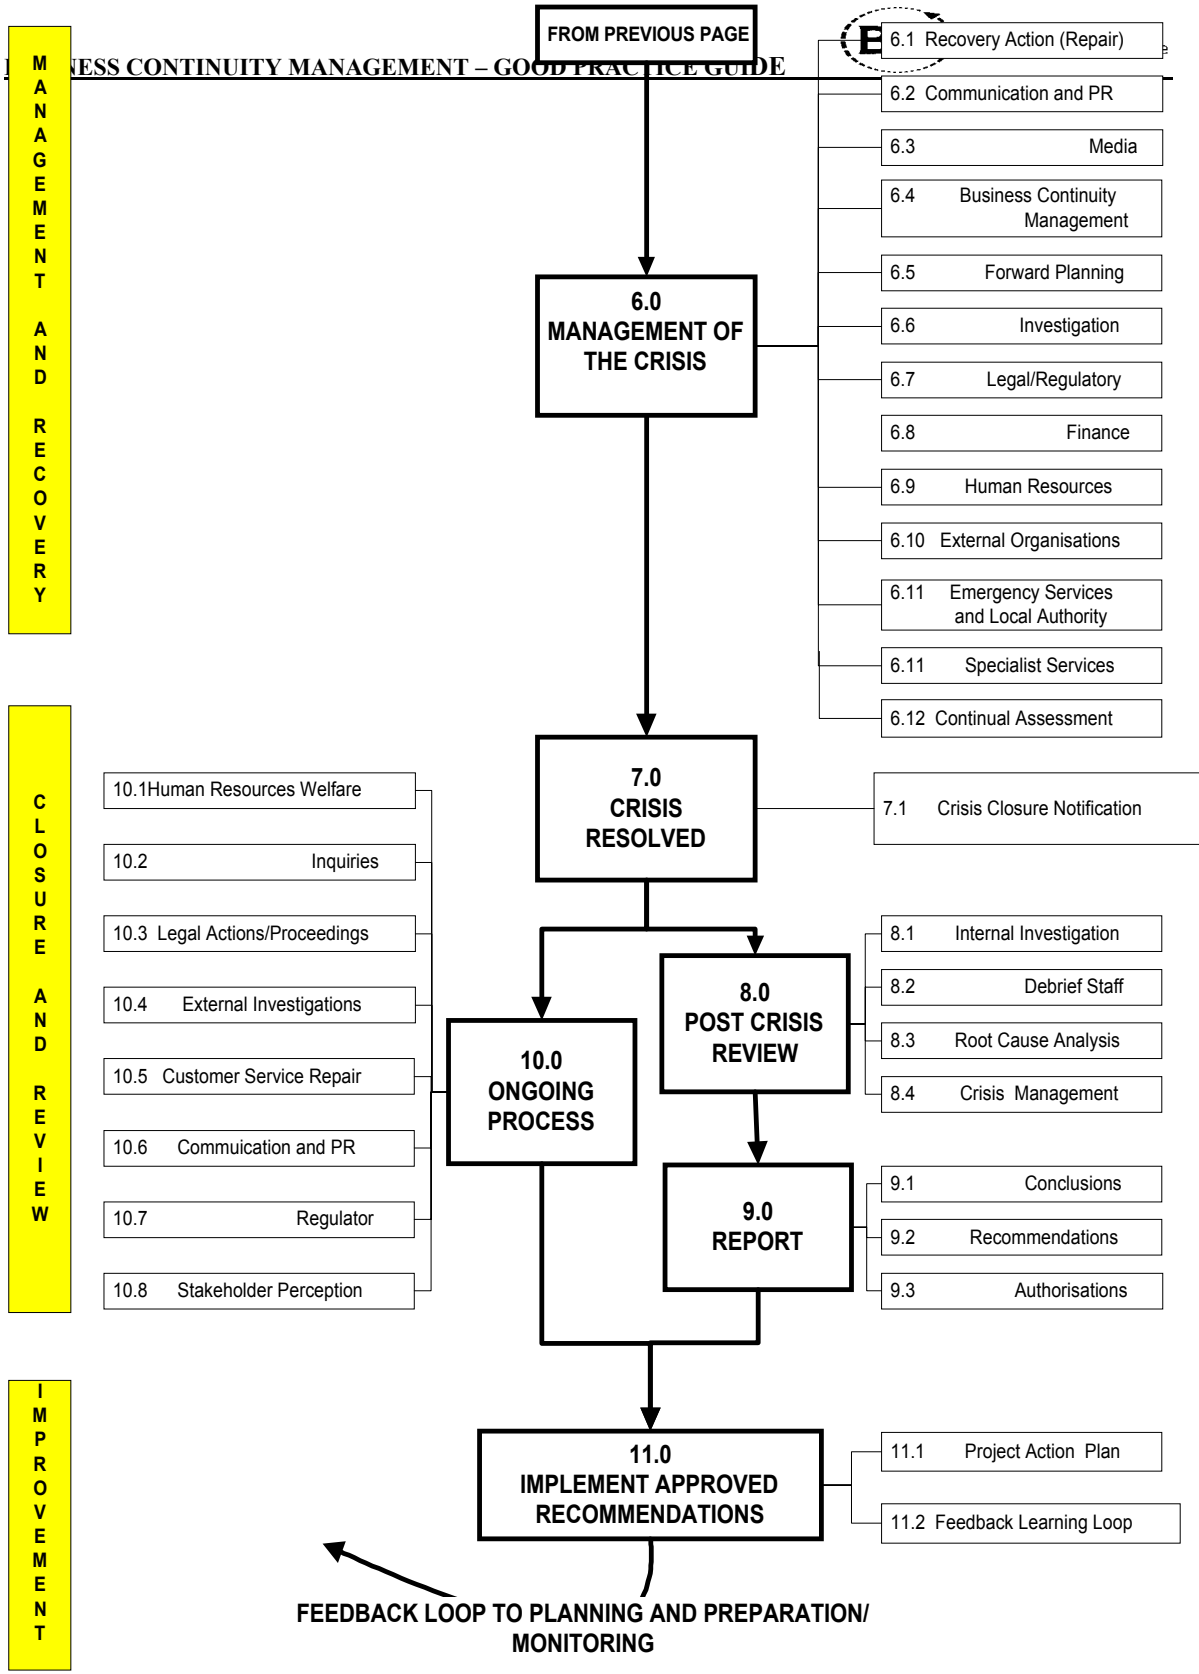 FROM PREVIOUS PAGE
NESS CONTINUITY MANAGEMENT – GOOD PRACTICE GUIDE
MANAGEMENT AND RECOVERY
6.1 Recovery Action (Repair)
6.2 Communication and PR
6.3 Media
6.4 Business Continuity
Management
6.5 Forward Planning
6.0
MANAGEMENT OF
THE CRISIS
6.6 Investigation
6.7 Legal/Regulatory
6.8 Finance
6.9 Human Resources
6.10 External Organisations
6.11 Emergency Services
and Local Authority
6.11 Specialist Services
6.12 Continual Assessment
CLOSURE AND REVIEW
7.0
CRISIS
RESOLVED
7.1 Crisis Closure Notification
10.1Human Resources Welfare
10.2 Inquiries
10.3 Legal Actions/Proceedings
10.4 External Investigations
10.5 Customer Service Repair
10.6 Commuication and PR
10.7 Regulator
10.8 Stakeholder Perception
10.0
ONGOING
PROCESS
8.0
POST CRISIS
REVIEW
8.1 Internal Investigation
8.2 Debrief Staff
8.3 Root Cause Analysis
8.4 Crisis Management
9.0
REPORT
9.1 Conclusions
9.2 Recommendations
9.3 Authorisations
IMPROVEMENT
11.0
IMPLEMENT APPROVED
RECOMMENDATIONS
11.1 Project Action Plan
11.2 Feedback Learning Loop
FEEDBACK LOOP TO PLANNING AND PREPARATION/
MONITORING